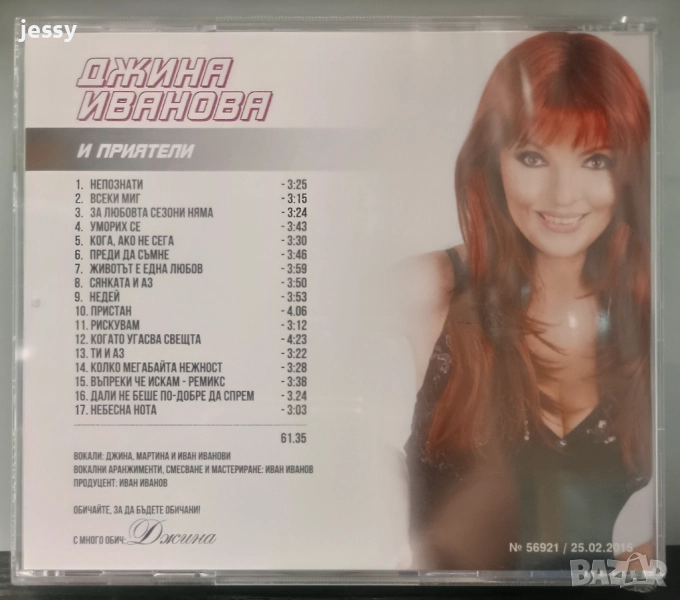 jessy
ДЖИНА
ИВАНОВА
И ПРИЯТЕЛИ
1. НЕПОЗНАТИ - 3:25
2. ВСЕКИ МИГ - 3:15
3. ЗА ЛЮБОВТА СЕЗОНИ НЯМА - 3:24
4. УМОРИХ СЕ - 3:43
5. КОГА, АКО НЕ СЕГА - 3:30
6. ПРЕДИ ДА СЪМНЕ - 3:46
7. ЖИВОТЪТ Е ЕДНА ЛЮБОВ - 3:59
8. СЯНКАТА И АЗ - 3:50
9. НЕДЕЙ - 3:53
10. ПРИСТАН - 4.06
11. РИСКУВАМ - 3:12
12. КОГАТО УГАСВА СВЕЩТА - 4:23
13. ТИ И АЗ - 3:22
14. КОЛКО МЕГАБАЙТА НЕЖНОСТ - 3:28
15. ВЪПРЕКИ ЧЕ ИСКАМ - РЕМИКС - 3:38
16. ДАЛИ НЕ БЕШЕ ПО-ДОБРЕ ДА СПРЕМ - 3.24
17. НЕБЕСНА НОТА - 3:03
61.35
ВОКАЛИ: ДЖИНА, МАРТИНА И ИВАН ИВАНОВИ
ВОКАЛНИ АРАНЖИМЕНТИ, СМЕСВАНЕ И МАСТЕРИРАНЕ: ИВАН ИВАНОВ
ПРОДУЦЕНТ: ИВАН ИВАНОВ
ОБИЧАЙТЕ, ЗА ДА БЪДЕТЕ ОБИЧАНИ!
С МНОГО ОБИЧ: Джина
№ 56921 / 25.02.2015
BAZAR